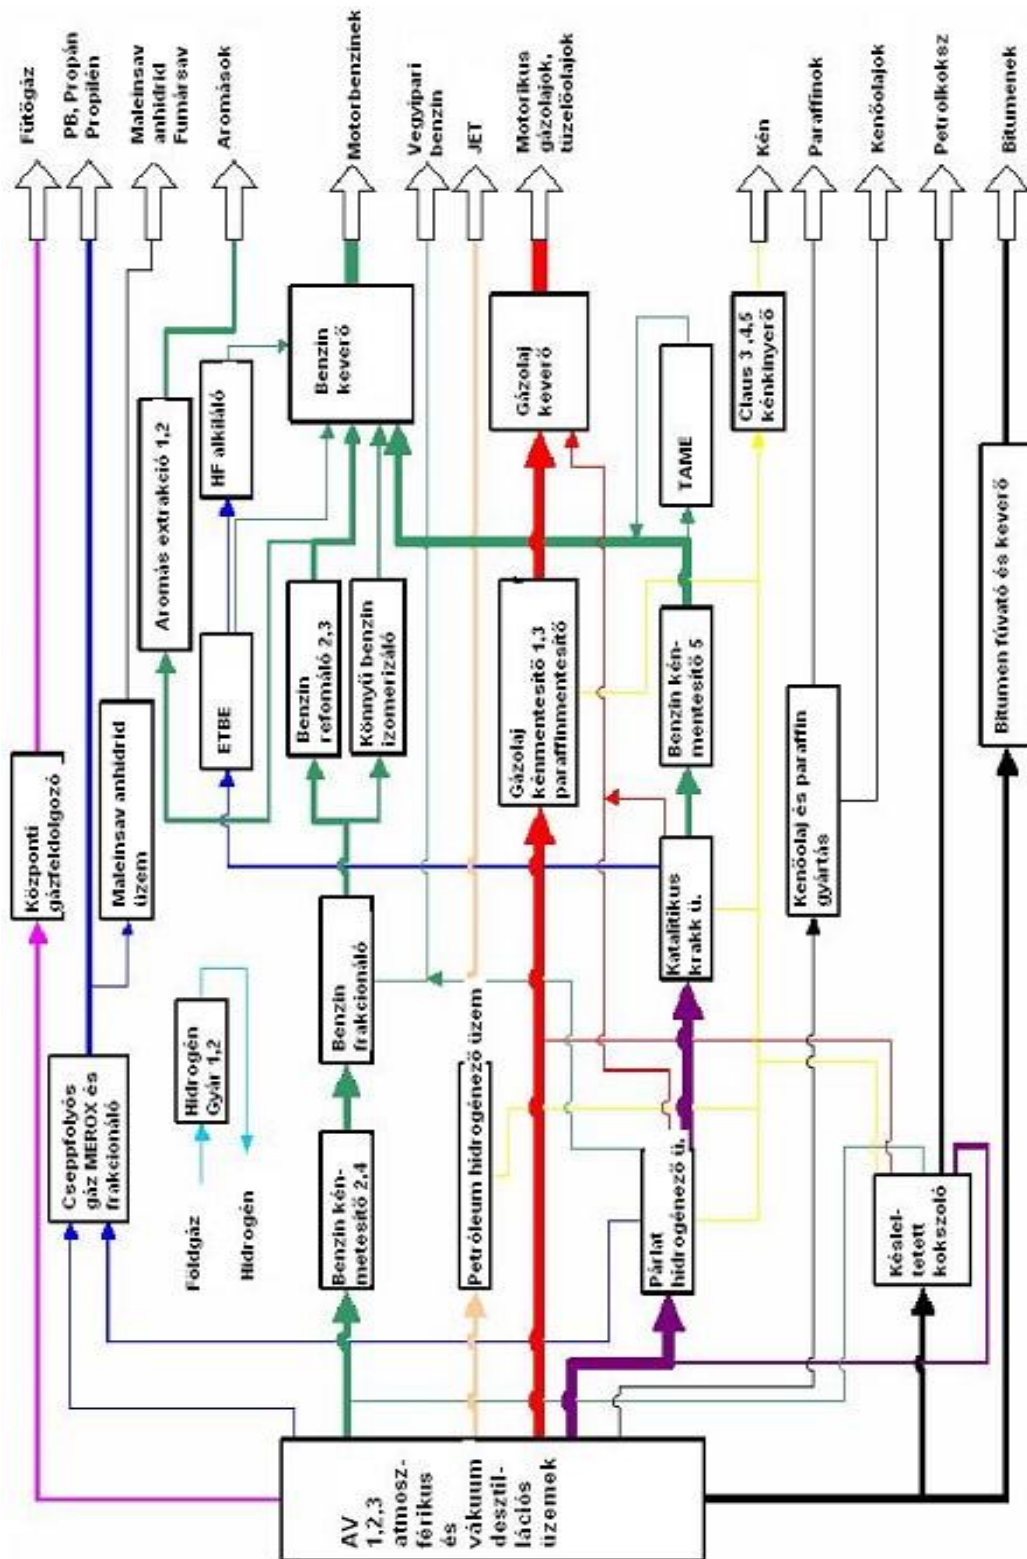 Fűtőgáz
PB, Propán
Propilén
Maleinsav
anhidrid
Fumársav
Aromások
Motorbenzinek
Vegyipari
benzin
JET
Motorikus
gázolajok,
tüzelőolajok
Kén
Paraffinok
Kenőolajok
Petrolkoksz
Bitumenek
Aromás extrakció 1,2
HF alkiláló
Benzin
keverő
Gázolaj
keverő
TAME
Claus 3 ,4,5
kénkinyerő
Bitumen fúvató és keverő
Központi
gázfeldolgozó
Maleinsav anhidrid
üzem
ETBE
Benzin
refomáló 2,3
Könnyű benzin
izomerizáló
Gázolaj
kénmentesítő 1,3
paraffinmentesítő
Benzin kén-
mentesítő 5
Kenőolaj és paraffin
gyártás
Cseppfolyós
gáz MEROX és
frakcionáló
Hidrogén
Gyár 1,2
Földgáz
Hidrogén
Benzin
frakcionáló
Katalitikus
krakk ü.
Benzin kén-
metesítő 2,4
Petróleum hidrogénező üzem
Párlat
hidrogénező ü.
Késlel-
tetett
kokszoló
AV
1,2,3
atmosz-
férikus
és
vákuum
desztil-
lációs
üzemek